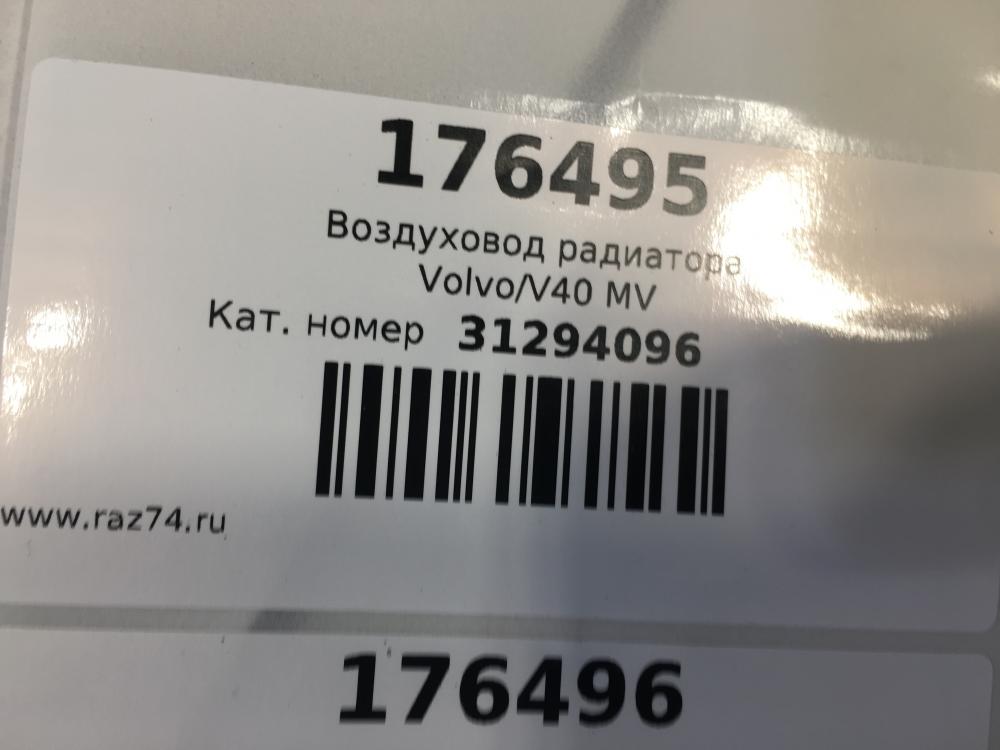 176495
Воздуховод радиатора
Volvo/V40 MV
Кат. номер 31294096
www.raz74.ru
176496